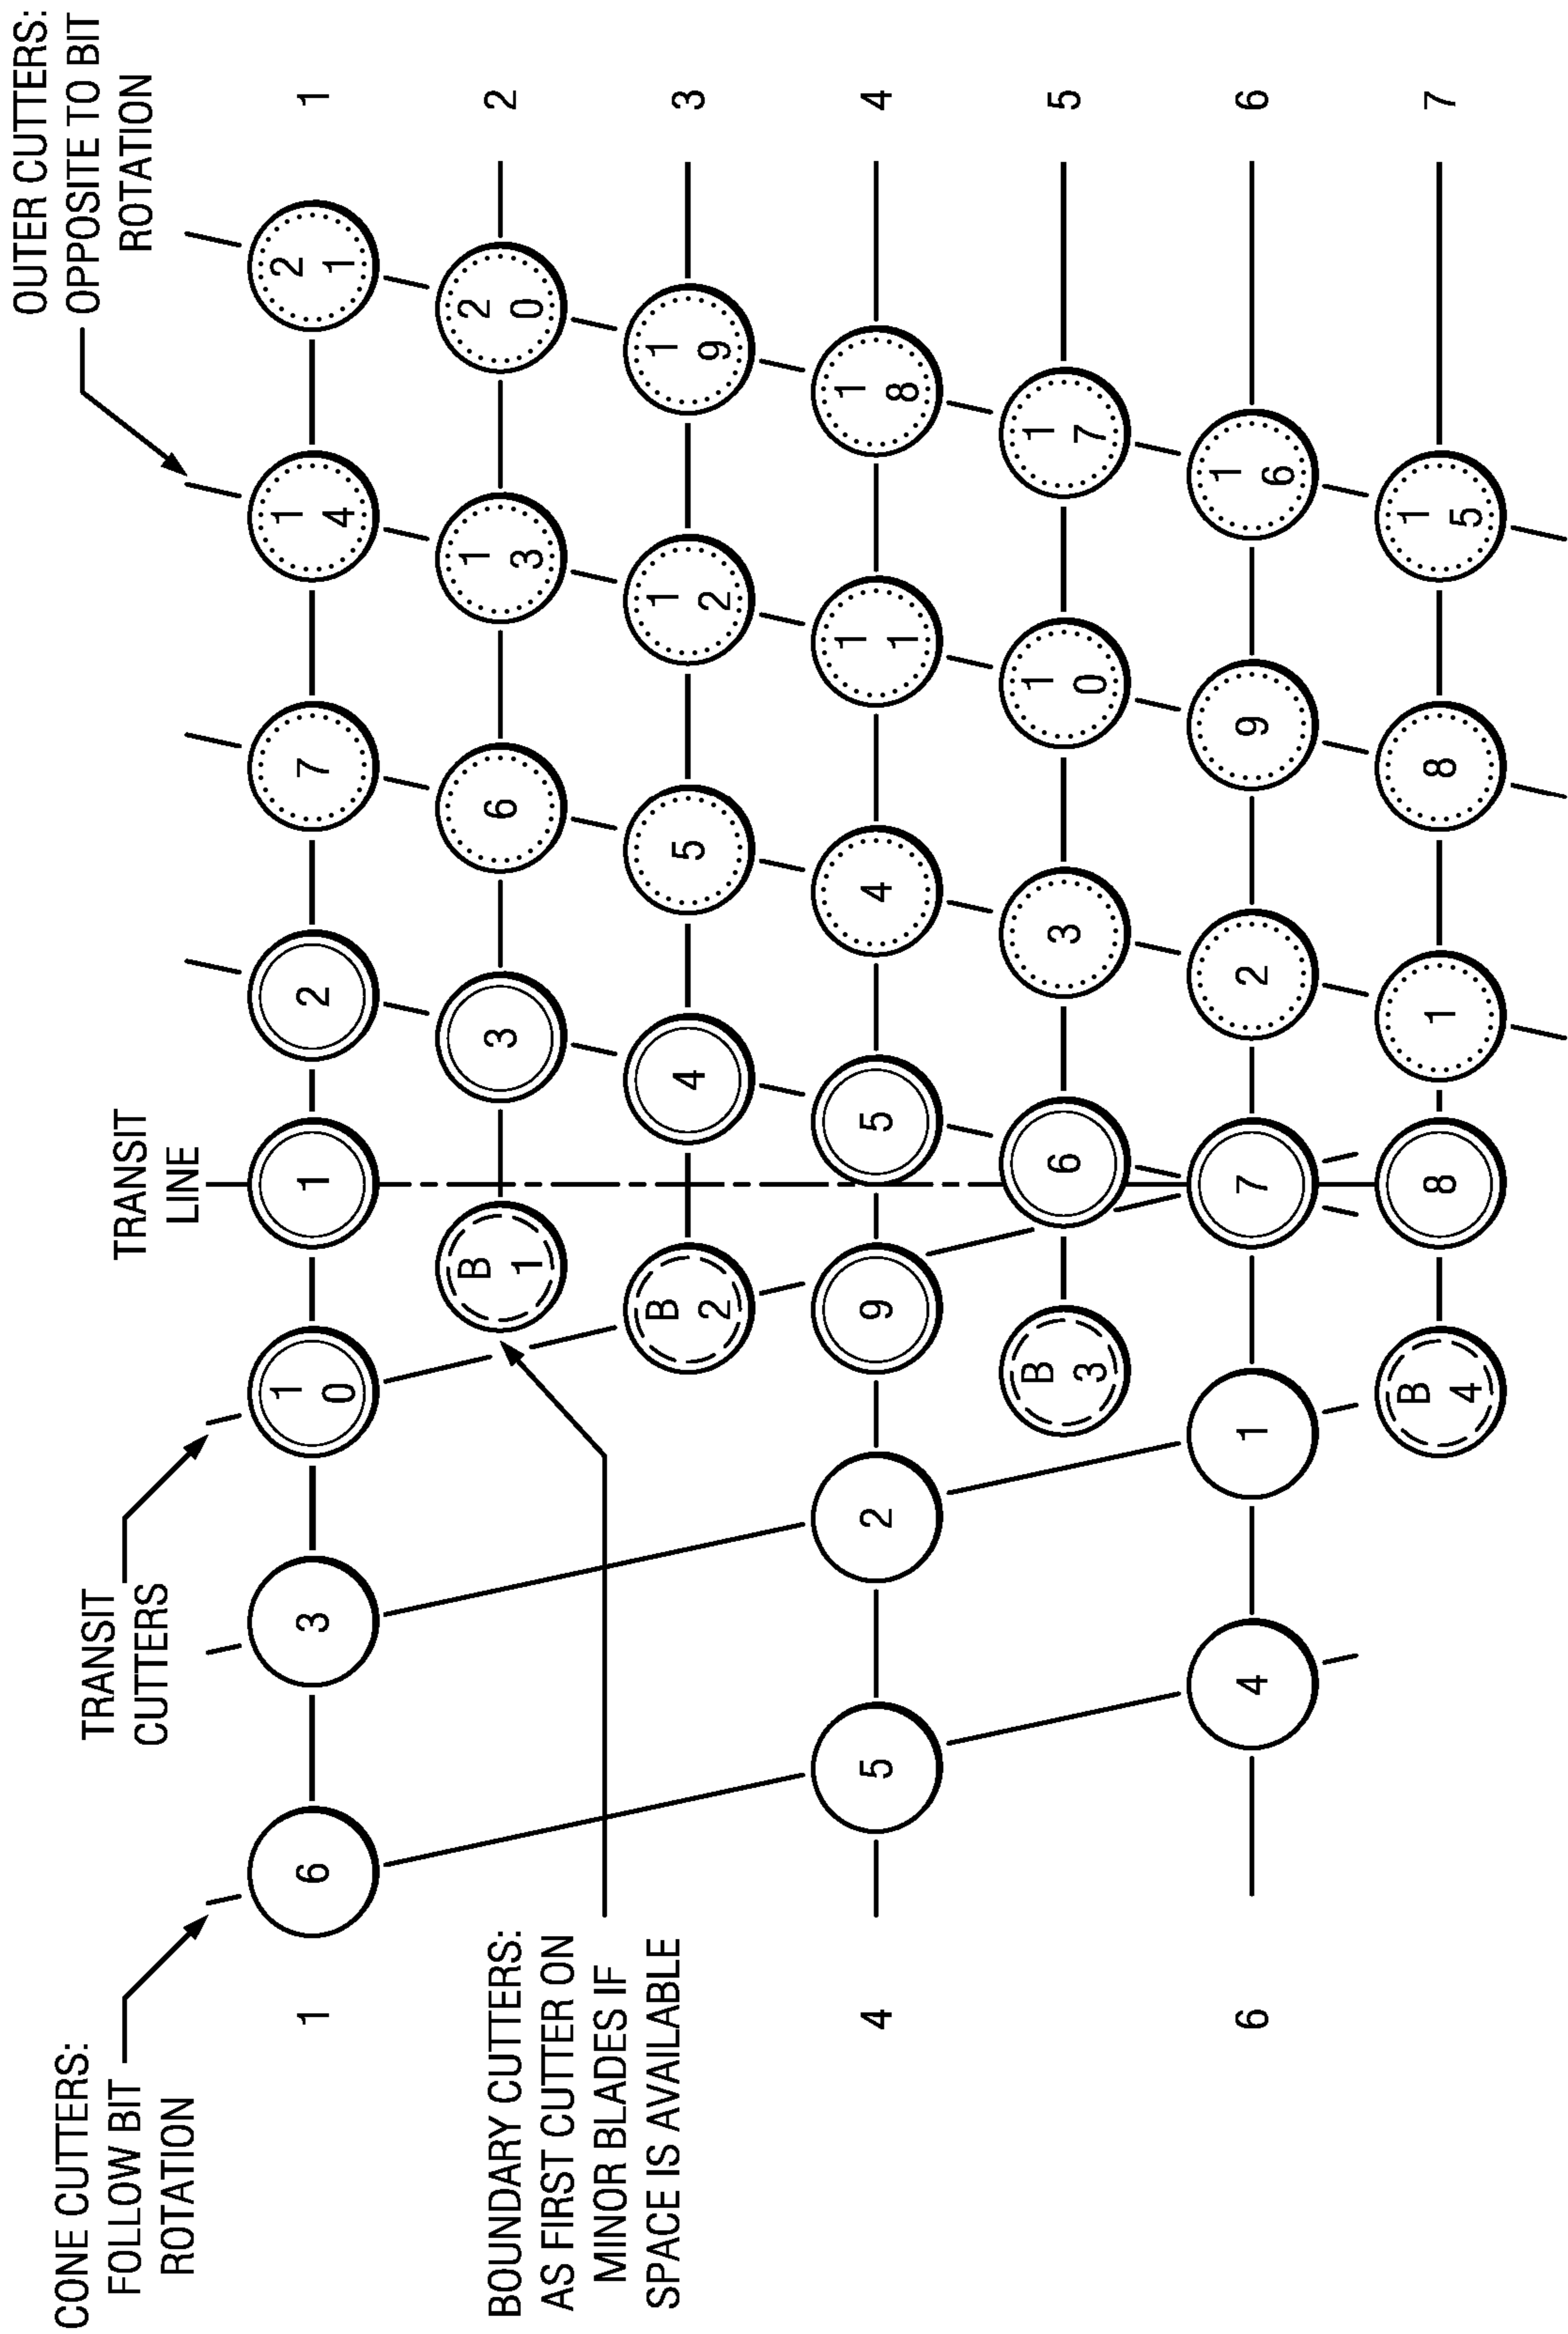 CONE CUTTERS:
FOLLOW BIT
ROTATION
TRANSIT
CUTTERS
TRANSIT
LINE
OUTER CUTTERS:
OPPOSITE TO BIT
ROTATION
1 6 3 10 1 2 7 14 21 1
BOUNDARY CUTTERS:
AS FIRST CUTTER ON
MINOR BLADES IF
SPACE IS AVAILABLE
B1 3 6 13 20 2
B2 4 5 12 19 3
4 5 2 9 5 4 11 18 4
B3 6 3 10 17 5
6 4 1 7 2 9 16 6
B4 8 1 8 15 7